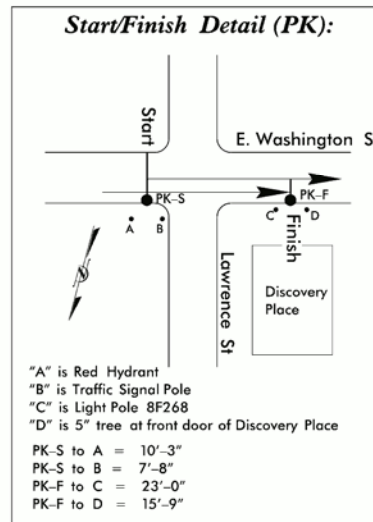 Start/Finish Detail (PK):
Start
E. Washington S
PK–S
PK–F
A
B
C
D
Finish
N
Lawrence St
Discovery
Place
"A" is Red Hydrant
"B" is Traffic Signal Pole
"C" is Light Pole 8F268
"D" is 5" tree at front door of Discovery Place
PK–S to A = 10'–3"
PK–S to B = 7'–8"
PK–F to C = 23'–0"
PK–F to D = 15'–9"